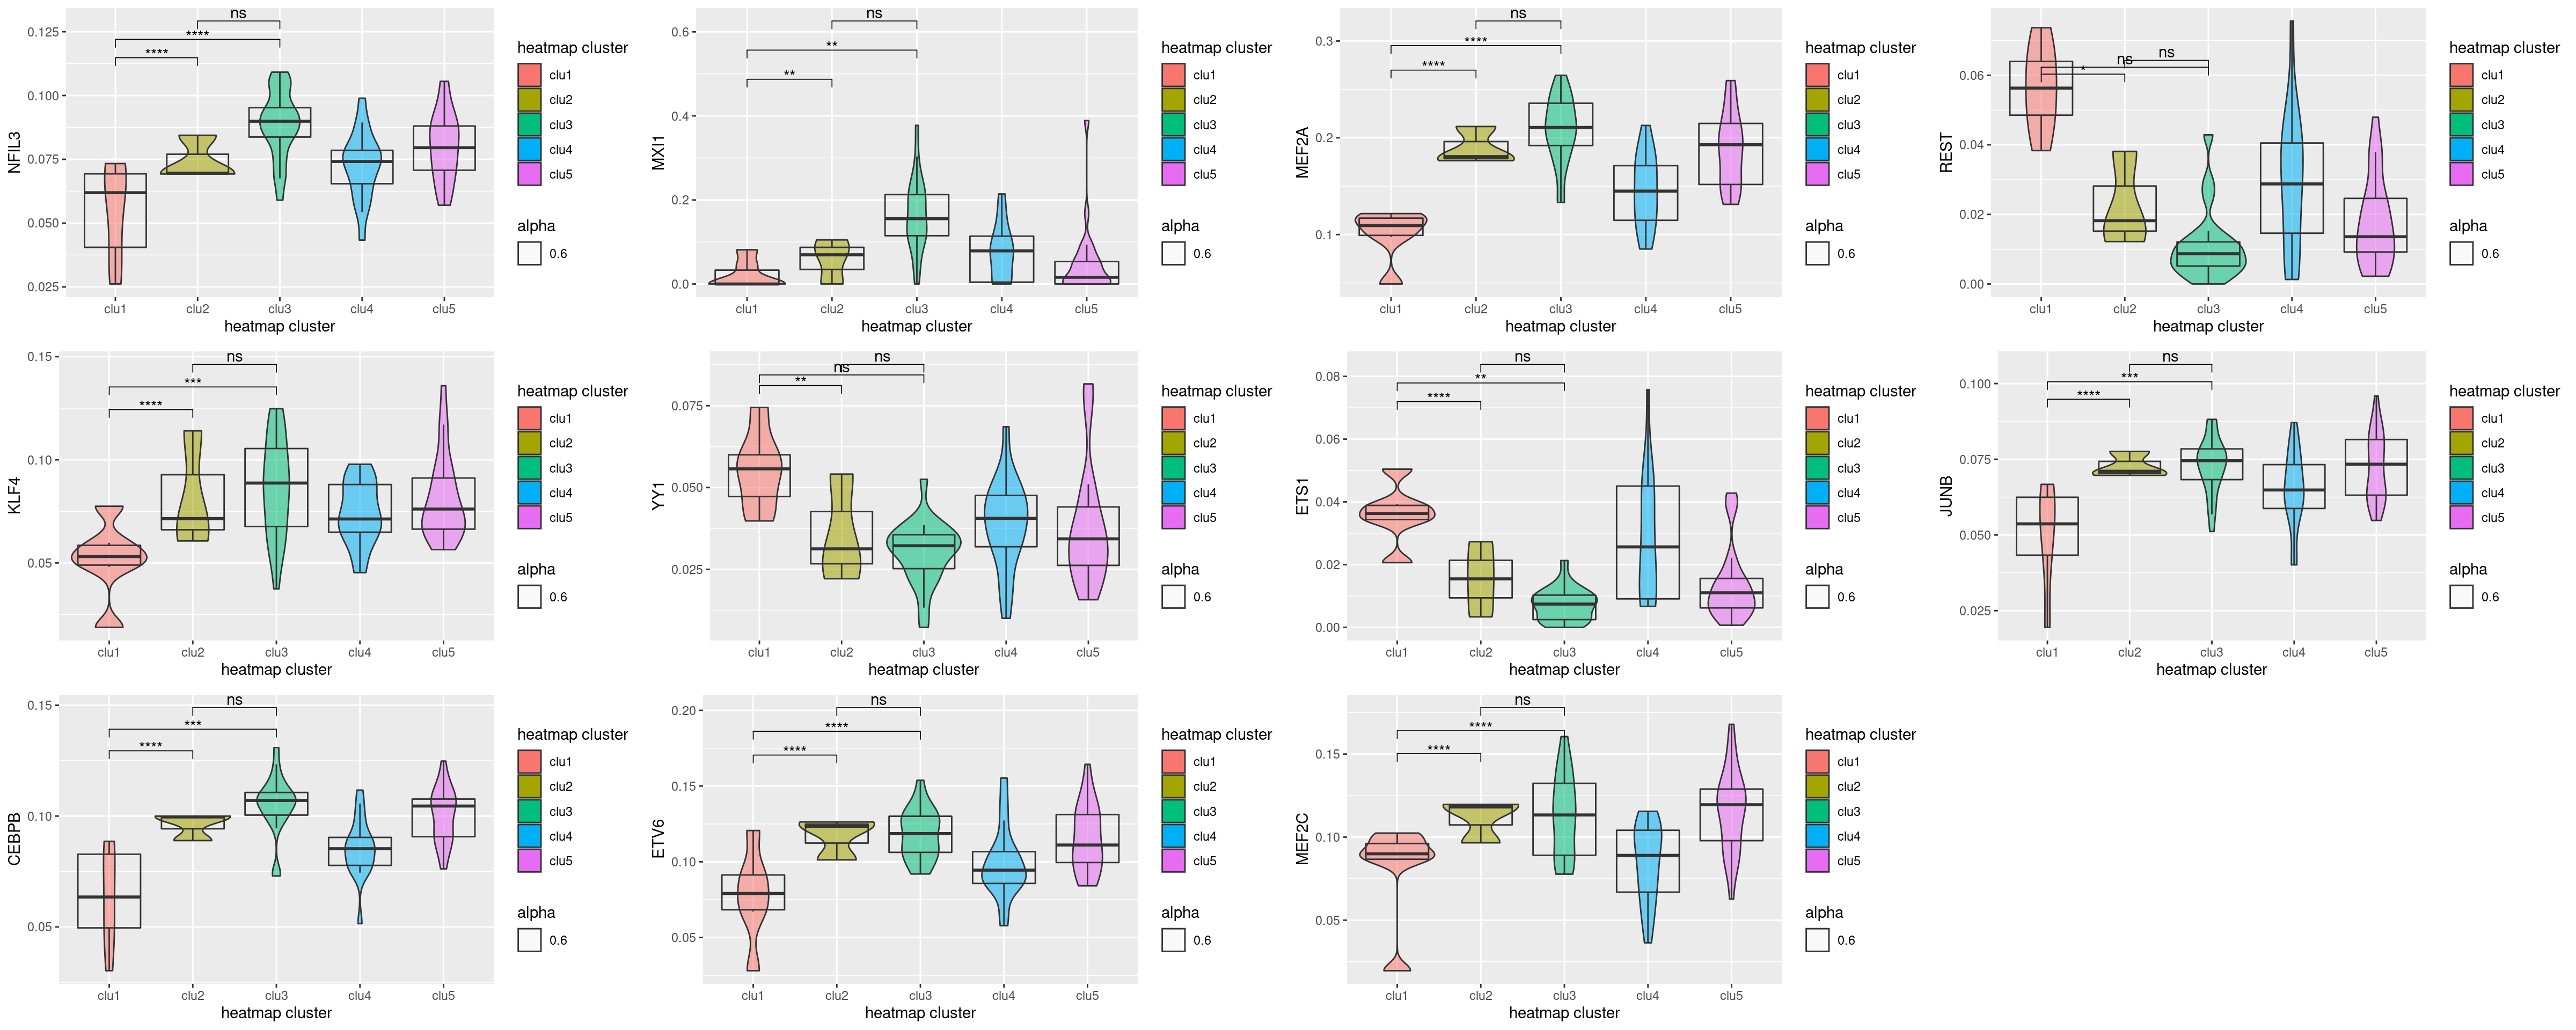 NFIL3
0.125
0.100
0.075
0.050
0.025
ns
****
****
clu1 clu2 clu3 clu4 clu5
heatmap cluster
heatmap cluster
clu1
clu2
clu3
clu4
clu5
alpha
0.6
MXI1
0.6
0.4
0.2
0.0
ns
**
**
clu1 clu2 clu3 clu4 clu5
heatmap cluster
heatmap cluster
clu1
clu2
clu3
clu4
clu5
alpha
0.6
MEF2A
0.3
0.2
0.1
ns
****
****
clu1 clu2 clu3 clu4 clu5
heatmap cluster
heatmap cluster
clu1
clu2
clu3
clu4
clu5
alpha
0.6
REST
0.06
0.04
0.02
0.00
ns
ns
*
clu1 clu2 clu3 clu4 clu5
heatmap cluster
heatmap cluster
clu1
clu2
clu3
clu4
clu5
alpha
0.6
KLF4
0.15
0.10
0.05
ns
***
****
clu1 clu2 clu3 clu4 clu5
heatmap cluster
heatmap cluster
clu1
clu2
clu3
clu4
clu5
alpha
0.6
YY1
0.075
0.050
0.025
ns
ns
**
clu1 clu2 clu3 clu4 clu5
heatmap cluster
heatmap cluster
clu1
clu2
clu3
clu4
clu5
alpha
0.6
ETS1
0.08
0.06
0.04
0.02
0.00
ns
**
****
clu1 clu2 clu3 clu4 clu5
heatmap cluster
heatmap cluster
clu1
clu2
clu3
clu4
clu5
alpha
0.6
JUNB
0.100
0.075
0.050
0.025
ns
***
****
clu1 clu2 clu3 clu4 clu5
heatmap cluster
heatmap cluster
clu1
clu2
clu3
clu4
clu5
alpha
0.6
CEBPB
0.15
0.10
0.05
ns
***
****
clu1 clu2 clu3 clu4 clu5
heatmap cluster
heatmap cluster
clu1
clu2
clu3
clu4
clu5
alpha
0.6
ETV6
0.20
0.15
0.10
0.05
ns
****
****
clu1 clu2 clu3 clu4 clu5
heatmap cluster
heatmap cluster
clu1
clu2
clu3
clu4
clu5
alpha
0.6
MEF2C
0.15
0.10
0.05
ns
****
****
clu1 clu2 clu3 clu4 clu5
heatmap cluster
heatmap cluster
clu1
clu2
clu3
clu4
clu5
alpha
0.6